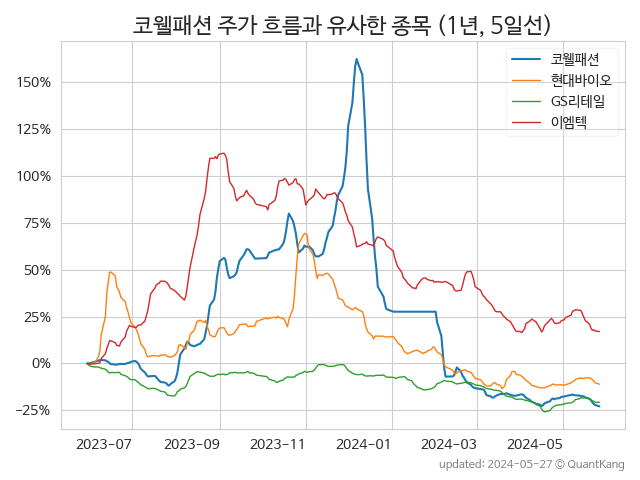 코웰패션 주가 흐름과 유사한 종목 (1년, 5일선)
코웰패션
현대바이오
GS리테일
이엠텍
150%
125%
100%
75%
50%
25%
0%
−25%
2023-07
2023-09
2023-11
2024-01
2024-03
2024-05
updated: 2024-05-27 © QuantKang